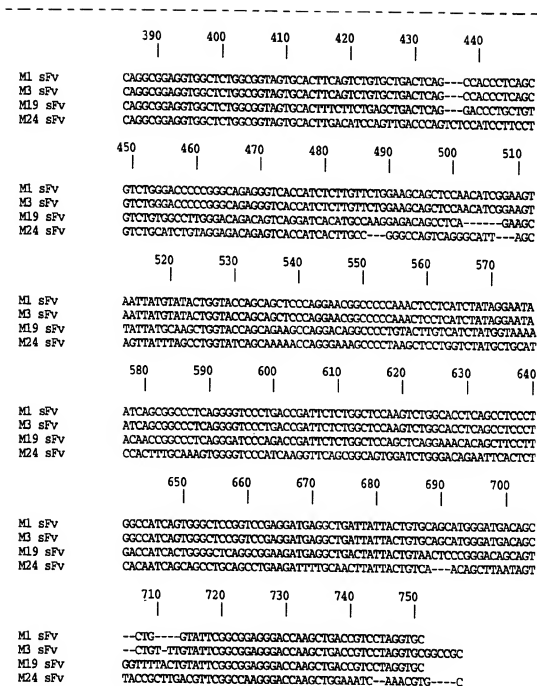 390 400 410 420 430 440
M1 sFv CAGGCGGAGGTGGCTCTGGCGGTAGTGCACTTCAGTCTGTGCTGACTCAG---CCACCCTCAGC
M3 sFv CAGGCGGAGGTGGCTCTGGCGGTAGTGCACTTCAGTCTGTGCTGACTCAG---CCACCCTCAGC
M19 sFv CAGGCGGAGGTGGCTCTGGCGGTAGTGCACTTTCTTCTGAGCTGACTCAG---GACCCTGCTGT
M24 sFv CAGGCGGAGGTGGCTCTGGCGGTAGTGCACTTGACATCCAGTTGACCCAGTCTCCATCCTTCCT
450 460 470 480 490 500 510
M1 sFv GTCTGGGACCCCCGGGCAGAGGGTCACCATCTCTTGTTCTGGAAGCAGCTCCAACATCGGAAGT
M3 sFv GTCTGGGACCCCCGGGCAGAGGGTCACCATCTCTTGTTCTGGAAGCAGCTCCAACATCGGAAGT
M19 sFv GTCTGTGGCCTTGGGACAGACAGTCAGGATCACATGCCAAGGAGACAGCCTCA------GAAGC
M24 sFv GTCTGCATCTGTAGGAGACAGAGTCACCATCACTTGCC---GGGCCAGTCAGGGCATT---AGC
520 530 540 550 560 570
M1 sFv AATTATGTATACTGGTACCAGCAGCTCCCAGGAACGGCCCCCAAACTCCTCATCTATAGGAATA
M3 sFv AATTATGTATACTGGTACCAGCAGCTCCCAGGAACGGCCCCCAAACTCCTCATCTATAGGAATA
M19 sFv TATTATGCAAGCTGGTACCAGCAGAAGCCAGGACAGGCCCCTGTACTTGTCATCTATGGTAAAA
M24 sFv AGTTATTTAGCCTGGTATCAGCAAAAACCAGGGAAAGCCCCTAAGCTCCTGGTCTATGCTGCAT
580 590 600 610 620 630 640
M1 sFv ATCAGCGGCCCTCAGGGGTCCCTGACCGATTCTCTGGCTCCAAGTCTGGCACCTCAGCCTCCCT
M3 sFv ATCAGCGGCCCTCAGGGGTCCCTGACCGATTCTCTGGCTCCAAGTCTGGCACCTCAGCCTCCCT
M19 sFv ACAACCGGCCCTCAGGGATCCCAGACCGATTCTCTGGCTCCAGCTCAGGAAACACAGCTTCCTT
M24 sFv CCACTTTGCAAAGTGGGGTCCCATCAAGGTTCAGCGGCAGTGGATCTGGGACAGAATTCACTCT
650 660 670 680 690 700
M1 sFv GGCCATCAGTGGGCTCCGGTCCGAGGATGAGGCTGATTATTACTGTGCAGCATGGGATGACAGC
M3 sFv GGCCATCAGTGGGCTCCGGTCCGAGGATGAGGCTGATTATTACTGTGCAGCATGGGATGACAGC
M19 sFv GACCATCACTGGGGCTCAGGCGGAAGATGAGGCTGACTATTACTGTAACTCCCGGGACAGCAGT
M24 sFv CACAATCAGCAGCCTGCAGCCTGAAGATTTTGCAACTTATTACTGTCA---ACAGCTTAATAGT
710 720 730 740 750
M1 sFv --CTG----GTATTCGGCGGAGGGACCAAGCTGACCGTCCTAGGTGC
M3 sFv --CTGT-TTGTATTCGGCGGAGGGACCAAGCTGACCGTCCTAGGTGCGGCCGC
M19 sFv GGTTTTACTGTATTCGGCGGAGGGACCAAGCTGACCGTCCTAGGTGC
M24 sFv TACCGCTTGACGTTCGGCCAAGGGACCAAGCTGGAAATC--AAACGTG----C